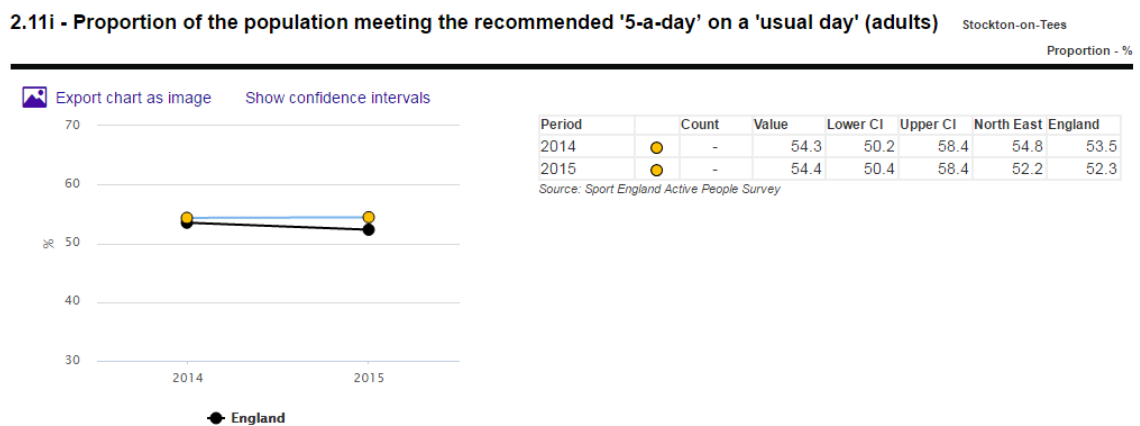 2.11i - Proportion of the population meeting the recommended '5-a-day’ on a 'usual day' (adults) Stockton-on-Tees
Proportion - %
Export chart as image Show confidence intervals
70
60
50
40
30
%
2014 2015
England
Period Count Value Lower CI Upper CI North East England
2014 - 54.3 50.2 58.4 54.8 53.5
2015 - 54.4 50.4 58.4 52.2 52.3
Source: Sport England Active People Survey